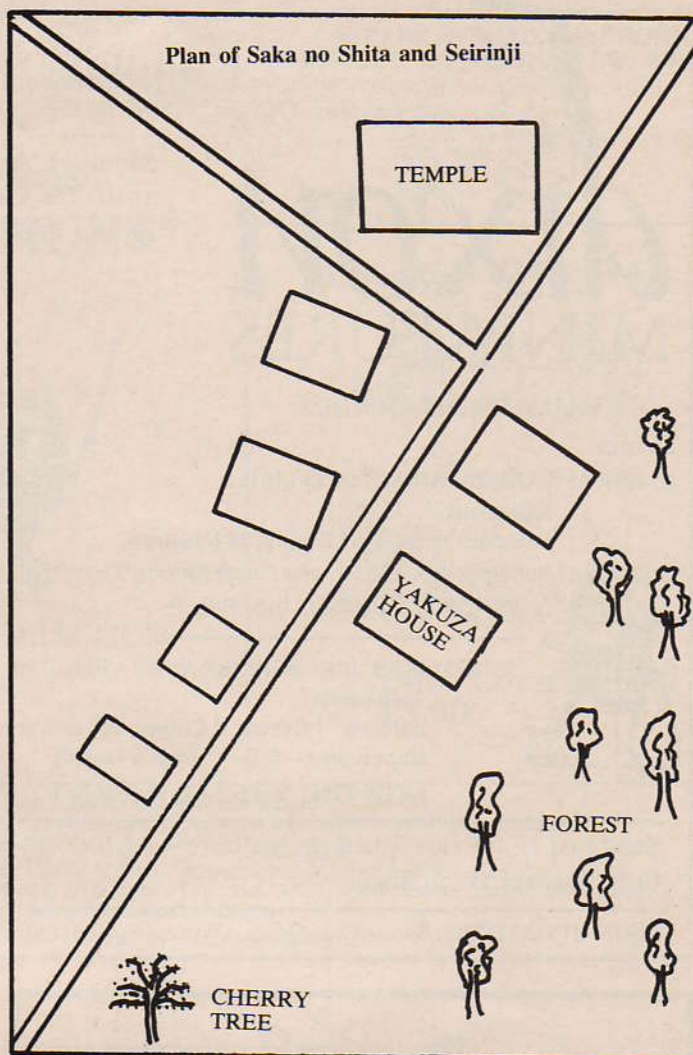 Plan of Saka no Shita and Seirinji
TEMPLE
YAKUZA
HOUSE
FOREST
CHERRY
TREE